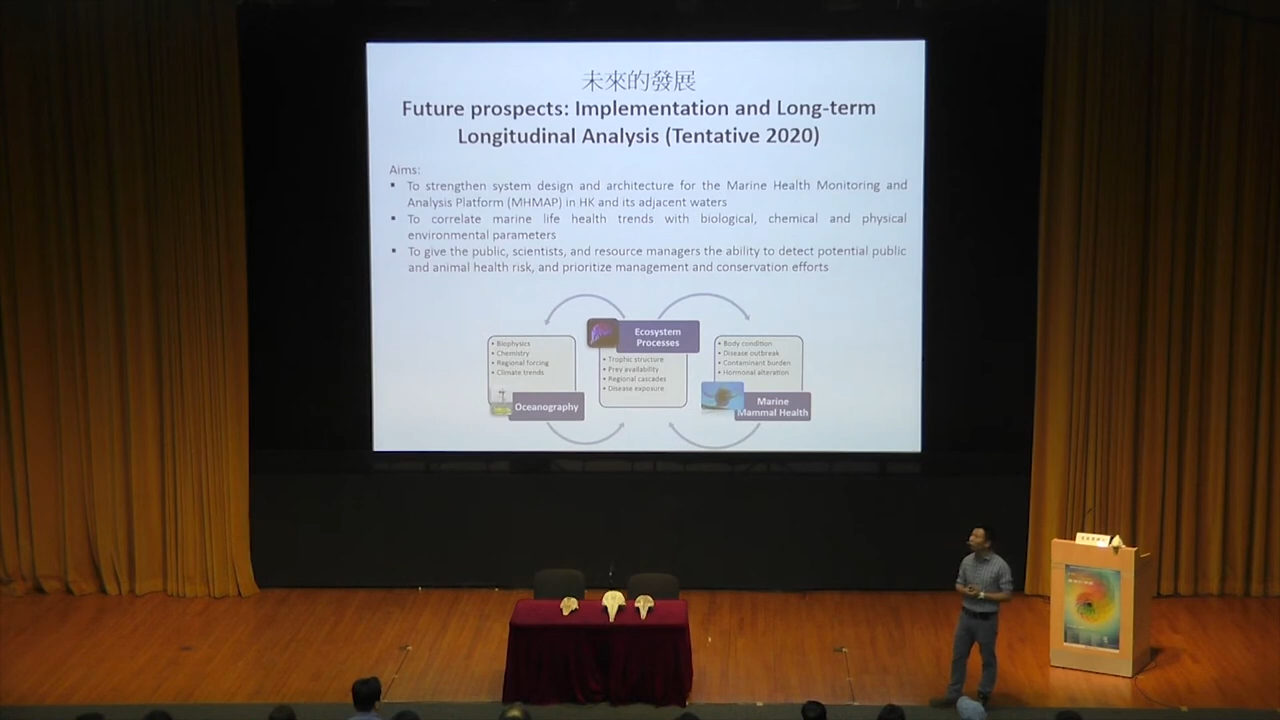 未來的發展
Future prospects: Implementation and Long-term
Longitudinal Analysis (Tentative 2020)
Aims:
▪ To strengthen system design and architecture for the Marine Health Monitoring and
Analysis Platform (MHMAP) in HK and its adjacent waters
▪ To correlate marine life health trends with biological, chemical and physical
environmental parameters
▪ To give the public, scientists, and resource managers the ability to detect potential public
and animal health risk, and prioritize management and conservation efforts
• Biophysics
• Chemistry
• Regional forcing
• Climate trends
Oceanography
Ecosystem
Processes
• Trophic structure
• Prey availability
• Regional cascades
• Disease exposure
• Body condition
• Disease outbreak
• Contaminant burden
• Hormonal alteration
Marine
Mammal Health